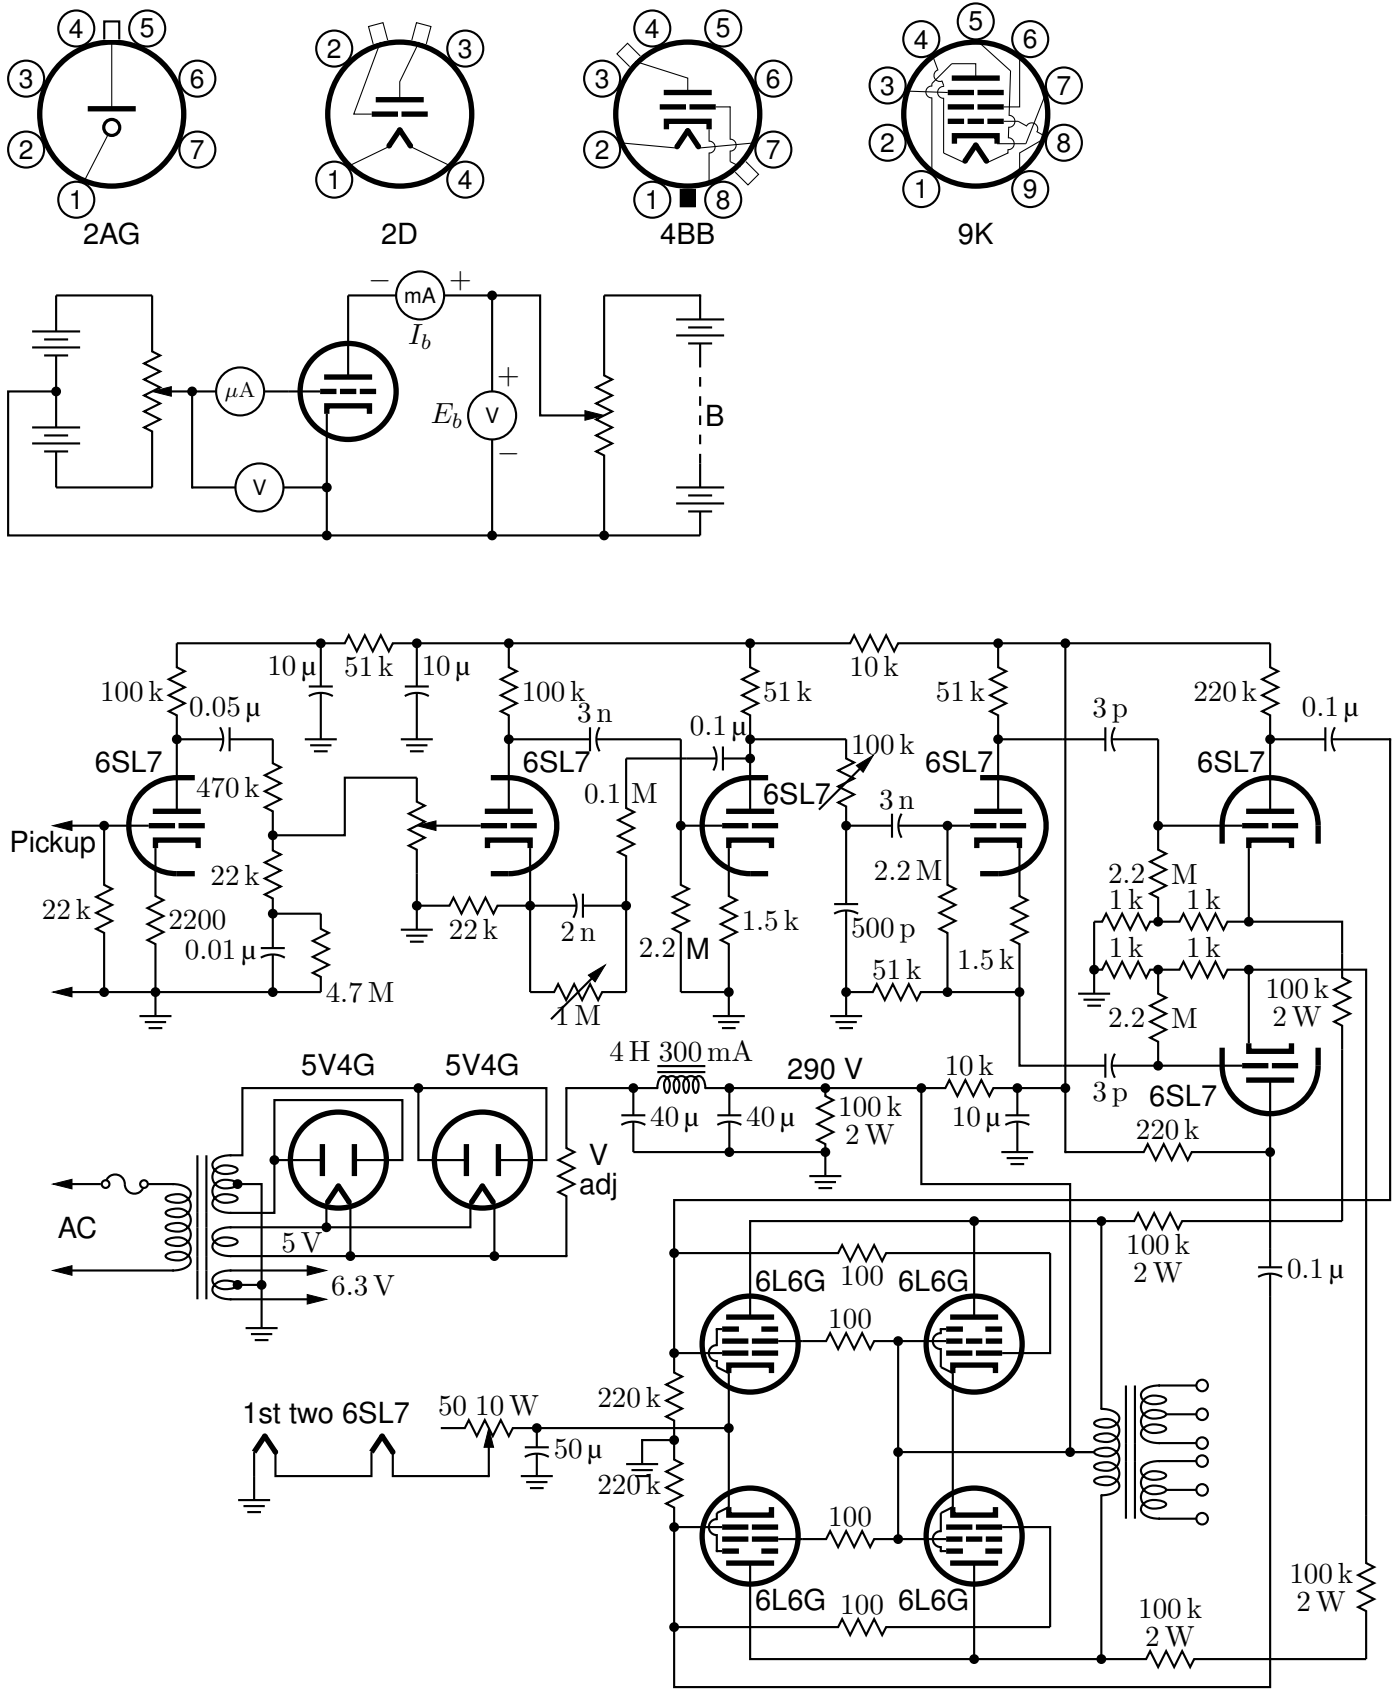 4 5
3 6
2 7
1
2AG
2 3
1 4
2D
4 5
3 6
2 7
1 8
4BB
5
4 6
3 7
2 8
1 9
9K
− mA +
I_b
µA
+
E_b V
−
B
V
10 µ
51 k
10 µ
10 k
100 k
0.05 µ
100 k
3 n
51 k
0.1 µ
51 k
3 p
220 k
0.1 µ
6SL7
6SL7
100 k
6SL7
6SL7
6SL7
470 k
0.1 M
3 n
Pickup
22 k
2.2 M
2.2 M
22 k
2200
1 k
1 k
22 k
2 n
1.5 k
500 p
0.01 µ
2.2 M
51 k
1.5 k
1 k
1 k
4.7 M
1 M
100 k
2 W
2.2 M
4 H 300 mA
5V4G
5V4G
290 V
10 k
3 p
6SL7
40 µ
40 µ
100 k
2 W
10 µ
220 k
V
adj
AC
5 V
6.3 V
100 k
2 W
100
0.1 µ
6L6G
6L6G
100
220 k
1st two 6SL7
50 10 W
50 µ
220 k
100
6L6G
100
6L6G
100 k
2 W
100 k
2 W